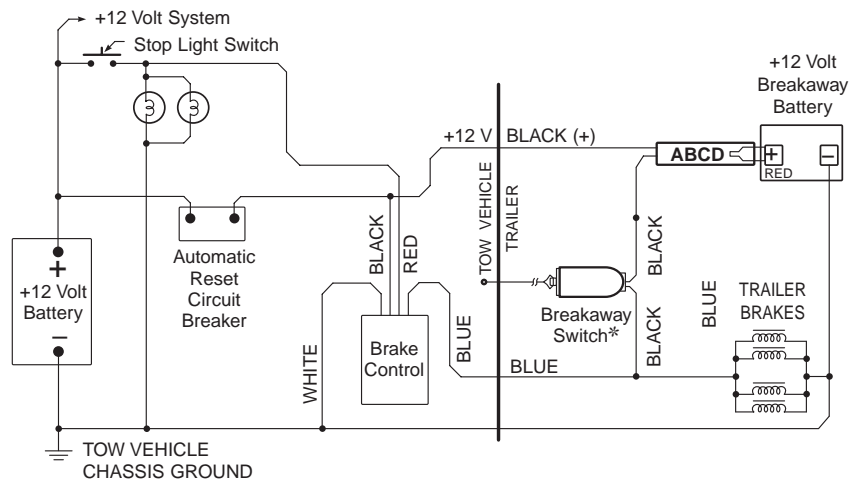 +12 Volt System
Stop Light Switch
+12 Volt
Breakaway
Battery
+12 V
BLACK (+)
ABCD
+
–
RED
TOW VEHICLE
TRAILER
BLACK
RED
BLACK
Automatic
Reset
Circuit
Breaker
+
+12 Volt
Battery
–
Breakaway
Switch*
BLUE
TRAILER
BRAKES
WHITE
Brake
Control
BLUE
BLACK
BLUE
TOW VEHICLE
CHASSIS GROUND